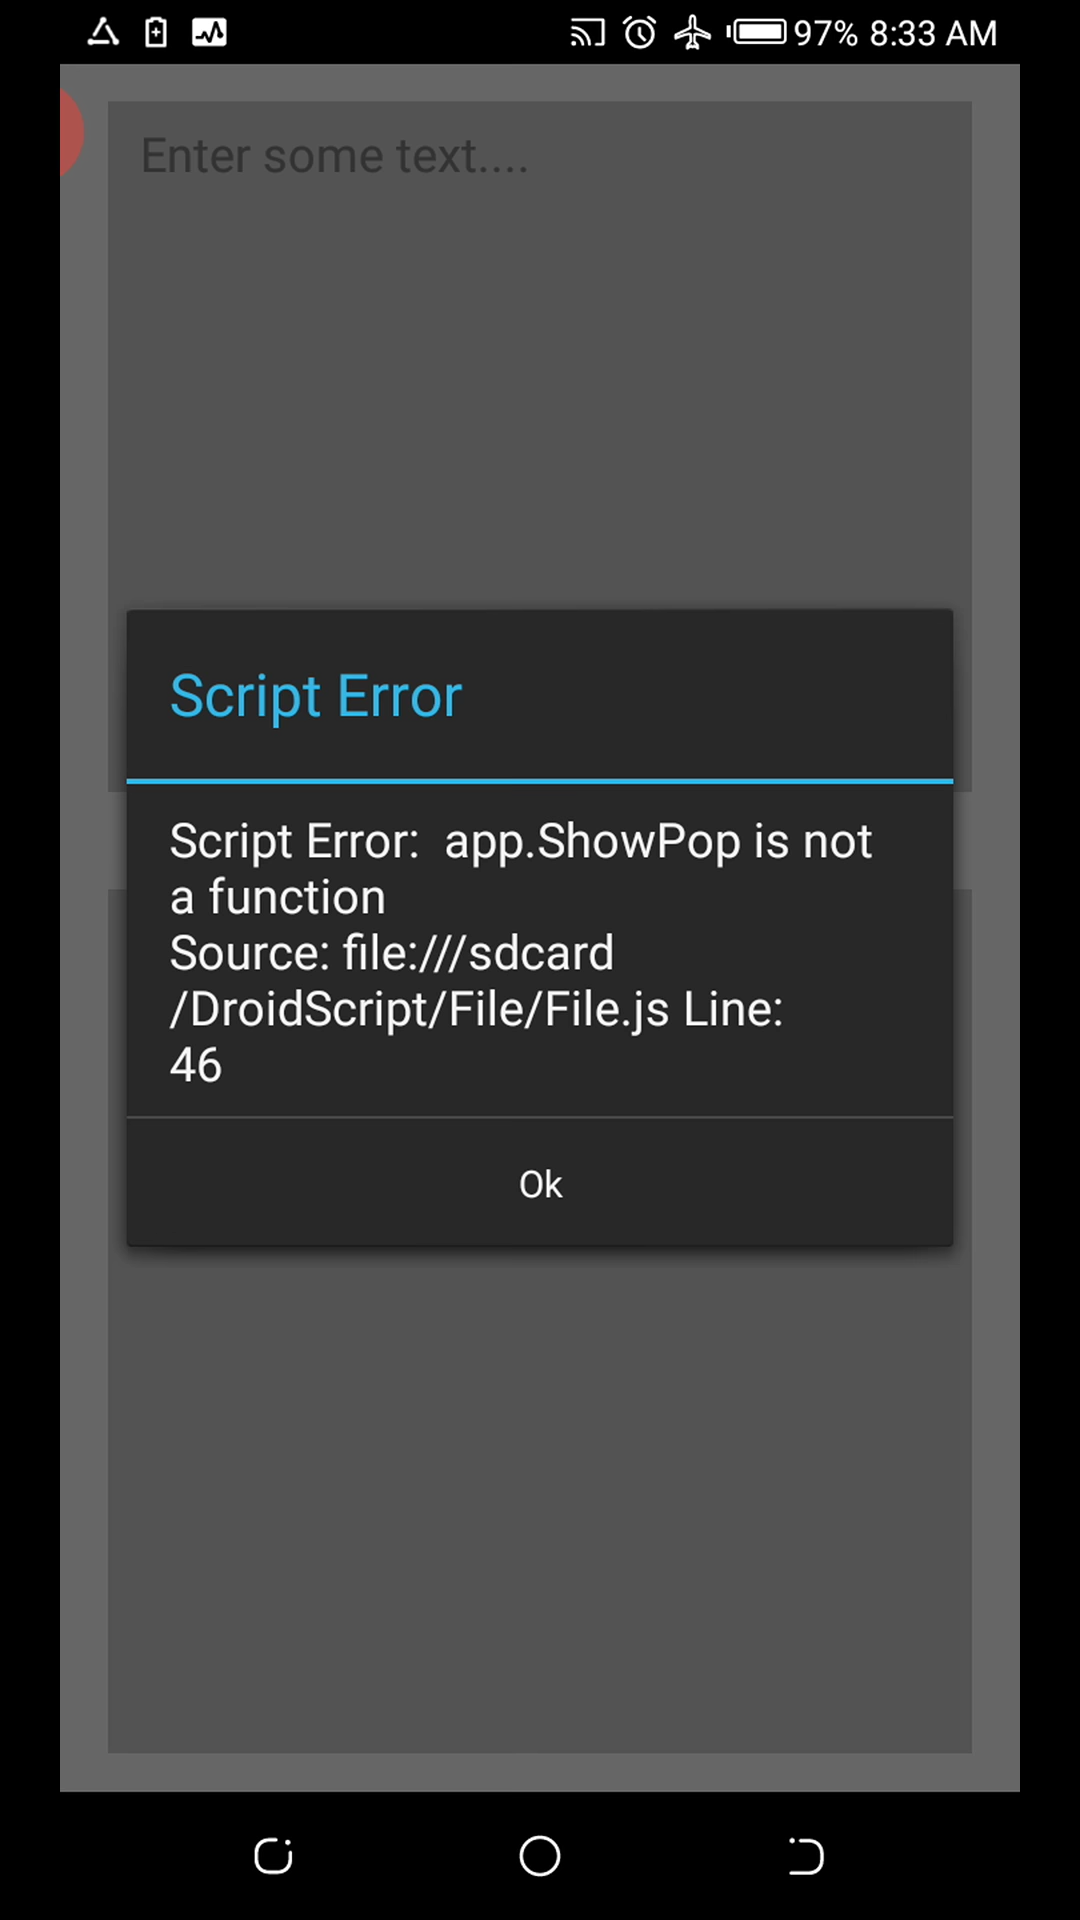 97% 8:33 AM
Enter some text....
Script Error
Script Error:  app.ShowPop is not
a function
Source: file:///sdcard
/DroidScript/File/File.js Line:
46
Ok